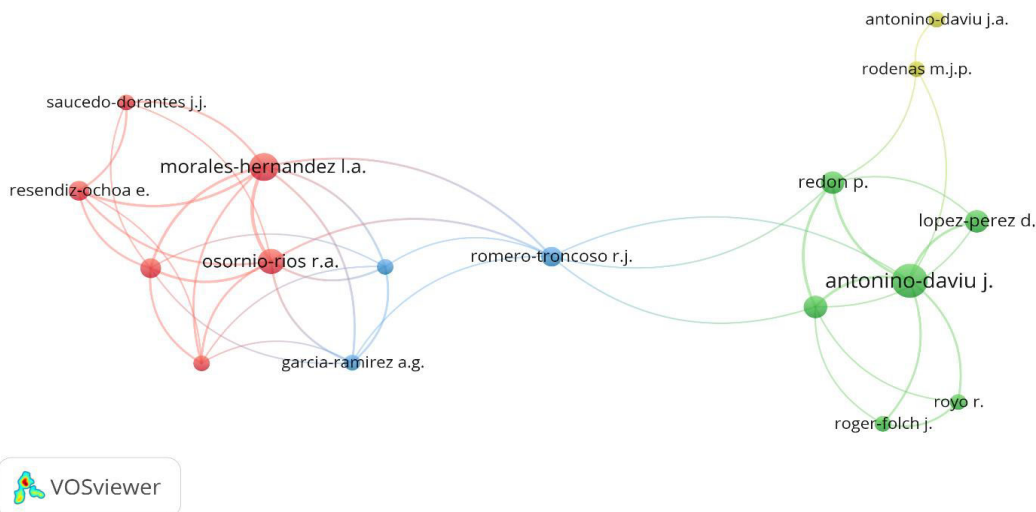 antonino-daviu j.a.
rodenas m.j.p.
saucedo-dorantes j.j.
morales-hernandez l.a.
resendiz-ochoa e.
redon p.
lopez-perez d.
osornio-rios r.a.
romero-troncoso r.j.
antonino-daviu j.
garcia-ramirez a.g.
royo r.
roger-folch j.
VOSviewer